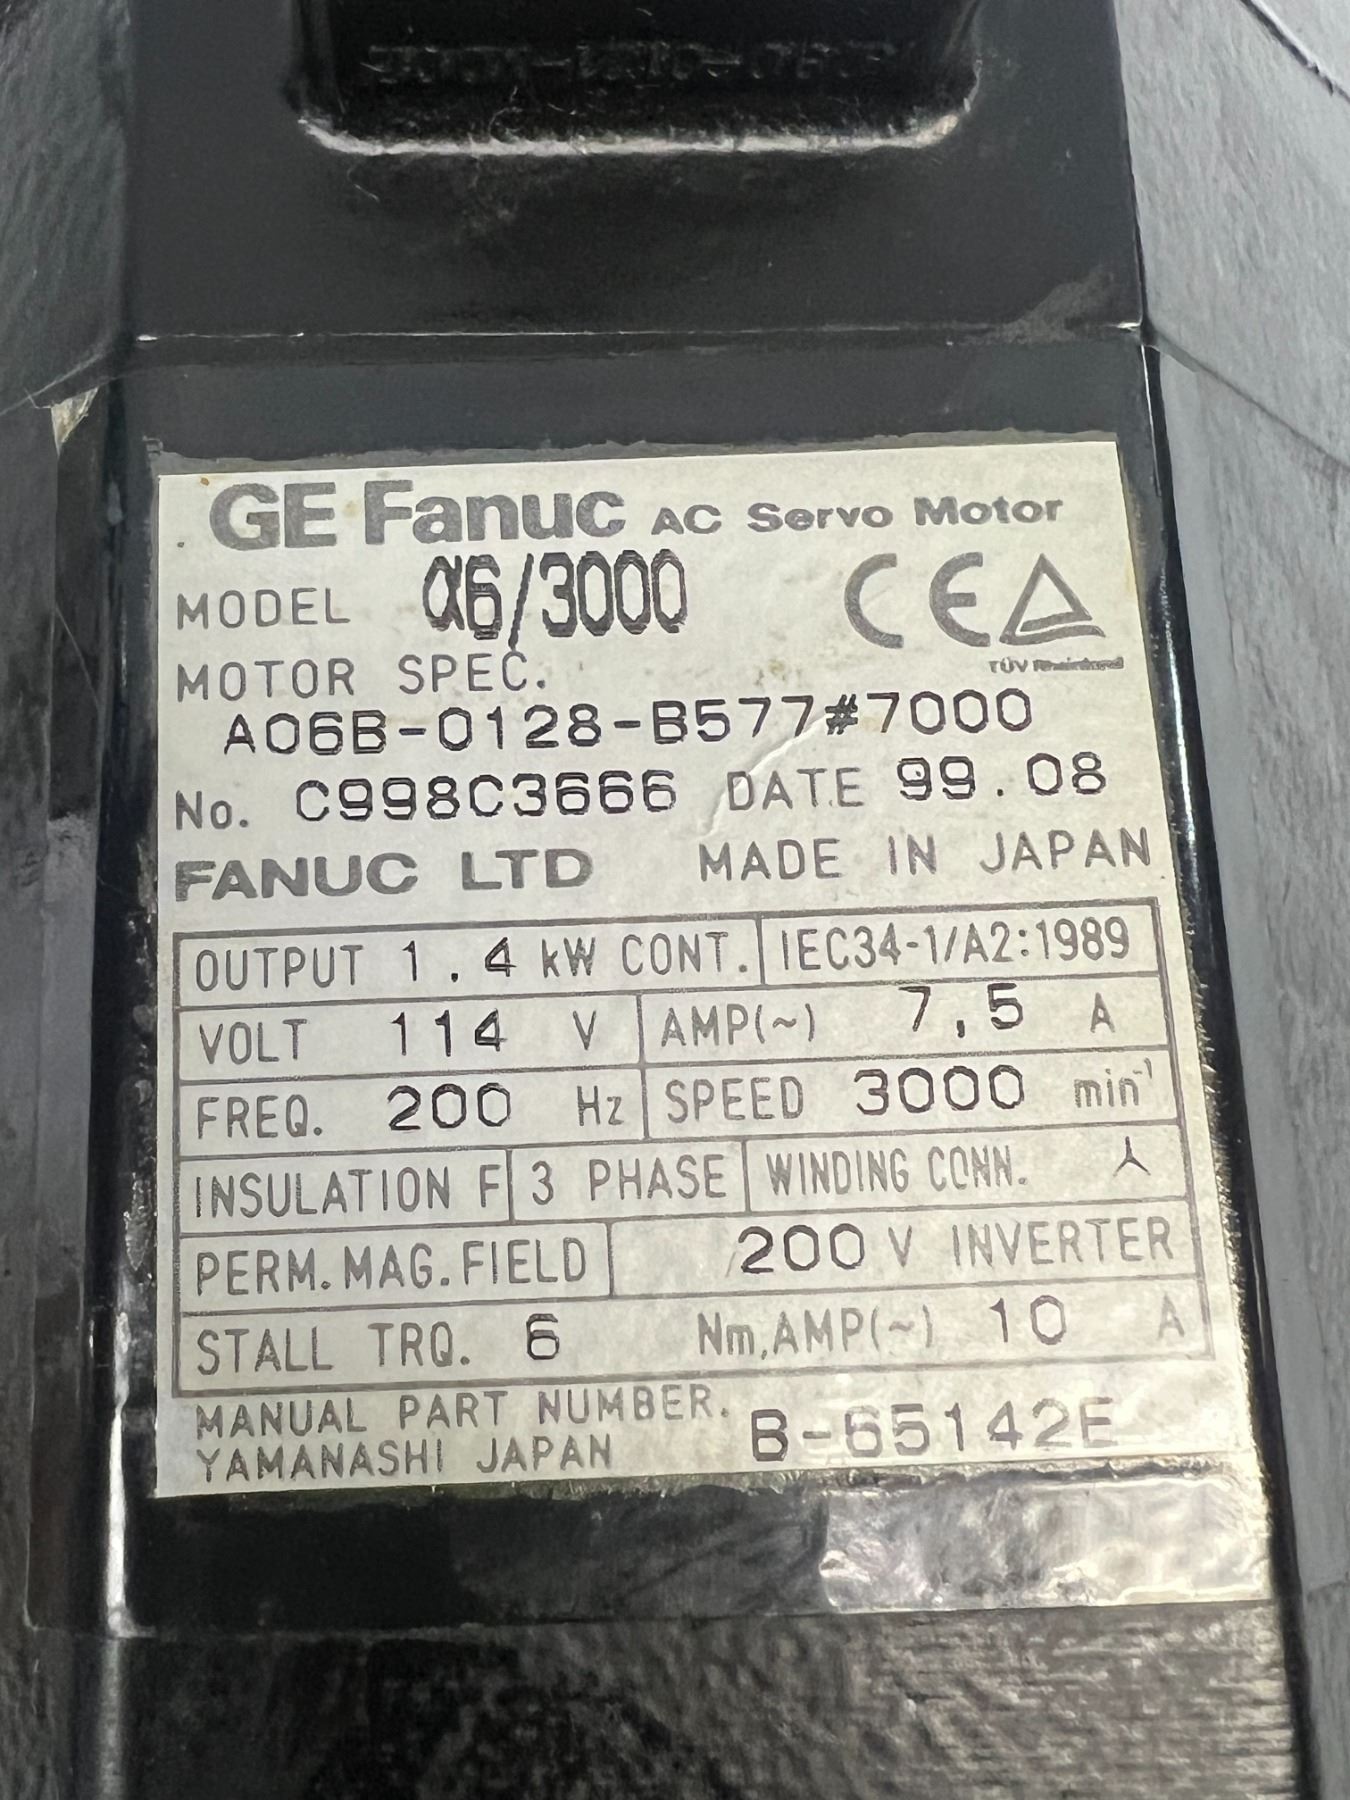 GE Fanuc AC Servo Motor
MODEL α6/3000 CE
TÜV Rheinland
MOTOR SPEC.
A06B-0128-B577#7000
No. C998C3666 DATE 99.08
FANUC LTD MADE IN JAPAN
OUTPUT 1.4 kW CONT. IEC34-1/A2:1989
VOLT 114 V AMP(~) 7,5 A
FREQ. 200 Hz SPEED 3000 min⁻¹
INSULATION F 3 PHASE WINDING CONN.
PERM.MAG.FIELD 200 V INVERTER
STALL TRQ. 6 Nm,AMP(~) 10 A
MANUAL PART NUMBER. B-65142E
YAMANASHI JAPAN